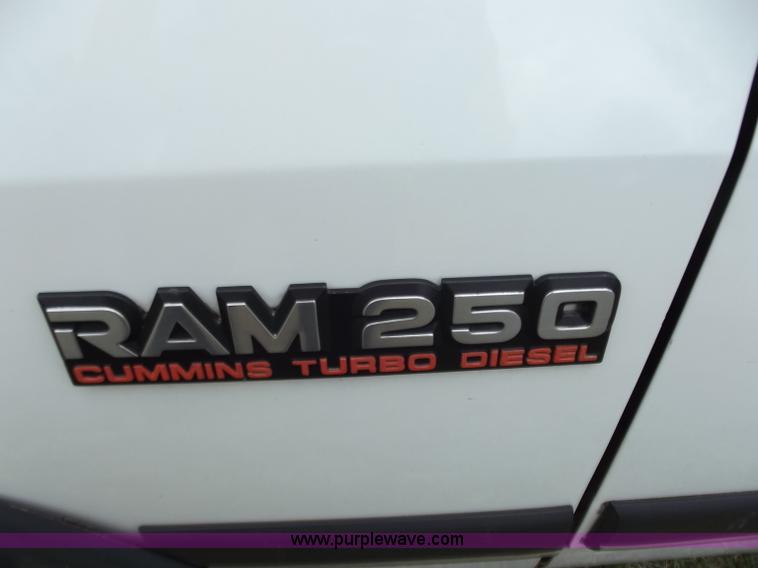 RAM 250
CUMMINS TURBO DIESEL
www.purplewave.com